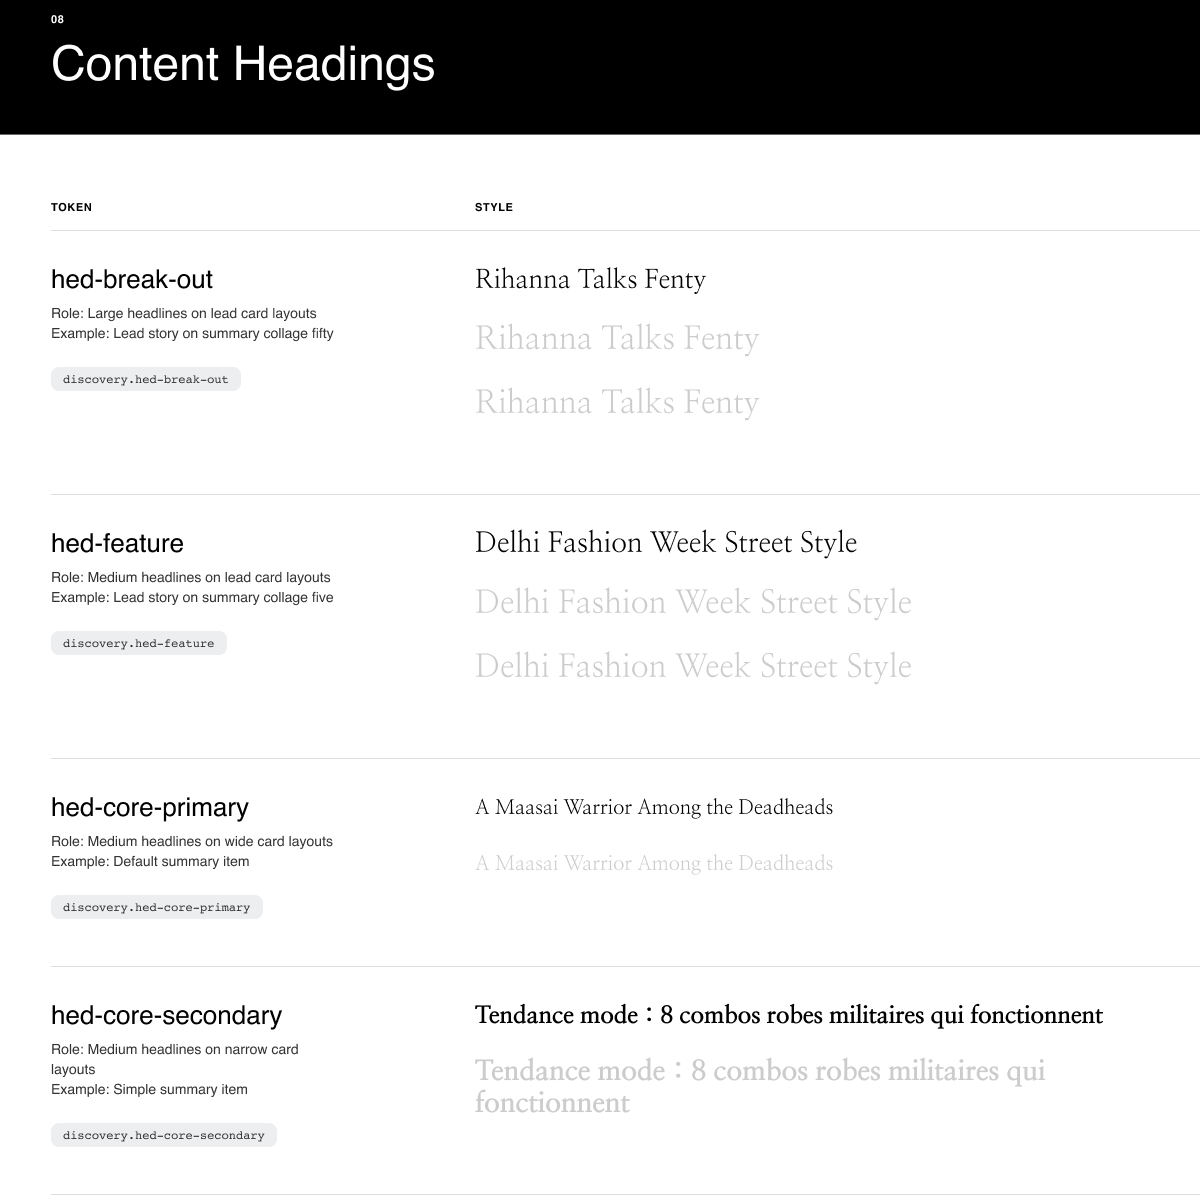 08
Content Headings
TOKEN
STYLE
hed-break-out
Role: Large headlines on lead card layouts
Example: Lead story on summary collage fifty
discovery.hed-break-out
Rihanna Talks Fenty
Rihanna Talks Fenty
Rihanna Talks Fenty
hed-feature
Role: Medium headlines on lead card layouts
Example: Lead story on summary collage five
discovery.hed-feature
Delhi Fashion Week Street Style
Delhi Fashion Week Street Style
Delhi Fashion Week Street Style
hed-core-primary
Role: Medium headlines on wide card layouts
Example: Default summary item
discovery.hed-core-primary
A Maasai Warrior Among the Deadheads
A Maasai Warrior Among the Deadheads
hed-core-secondary
Role: Medium headlines on narrow card
layouts
Example: Simple summary item
discovery.hed-core-secondary
Tendance mode : 8 combos robes militaires qui fonctionnent
Tendance mode : 8 combos robes militaires qui
fonctionnent